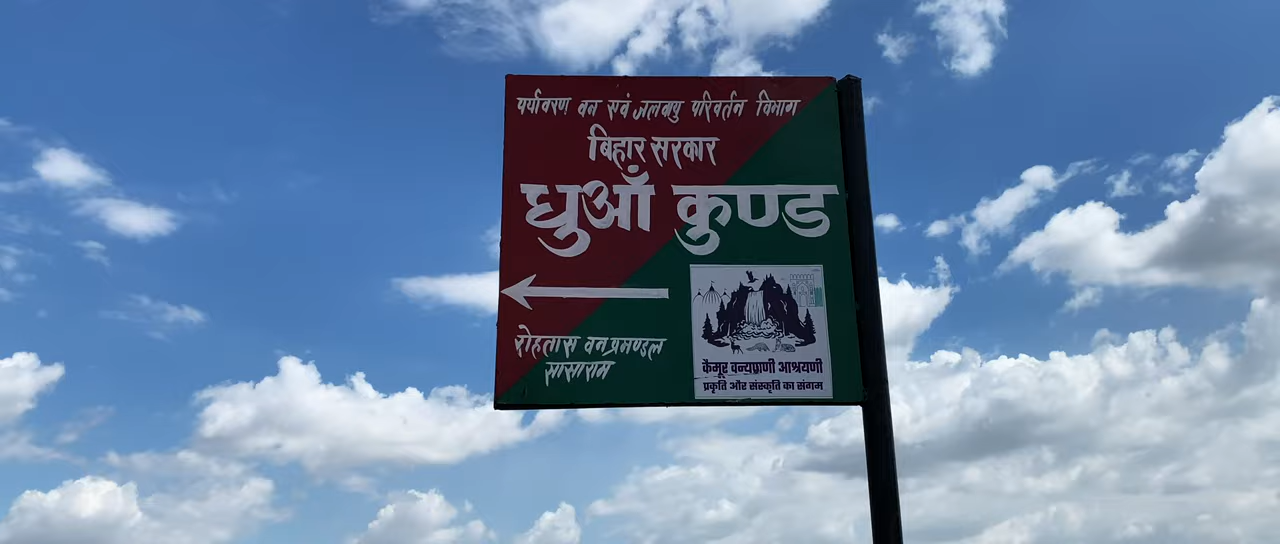 पर्यावरण वन एवं जलवायु परिवर्तन विभाग
बिहार सरकार
धुआँ कुण्ड
रोहतास वन प्रमण्डल
सासाराम
कैमूर वन्यप्राणी आश्रयणी
प्रकृति और संस्कृति का संगम